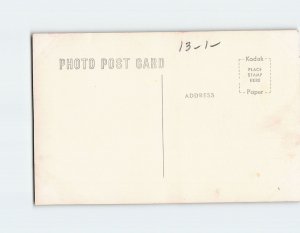 13-1-
PHOTO POST CARD
Kodak
PLACE
STAMP
HERE
Paper
ADDRESS